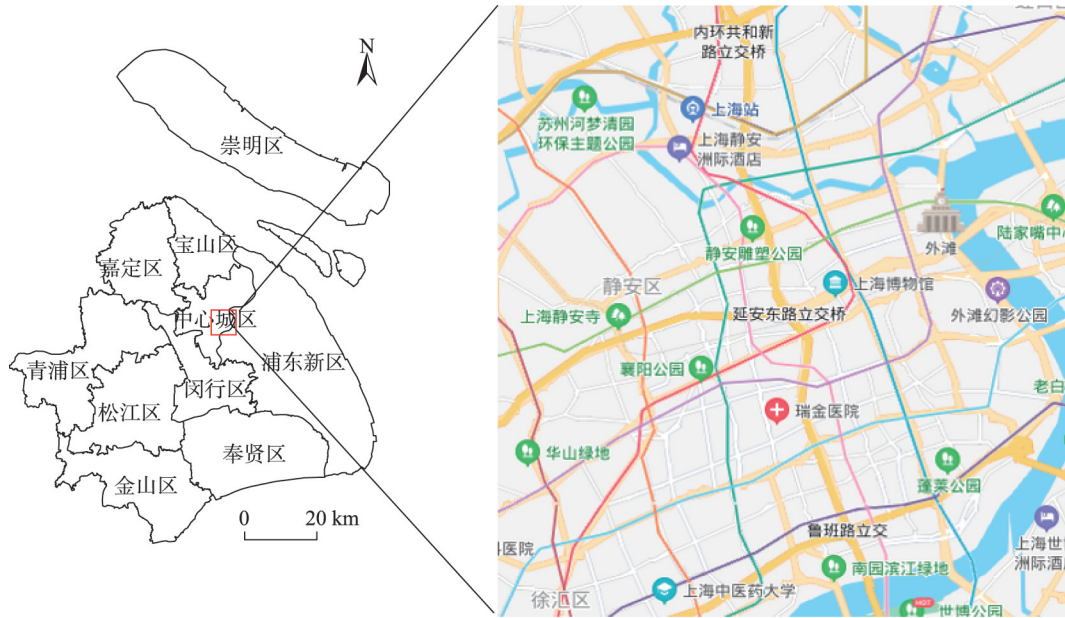 N
崇明区
宝山区
嘉定区
中心城区
浦东新区
青浦区
闵行区
松江区
奉贤区
金山区
0 20 km
内环共和新
路立交桥
上海站
苏州河梦清园
环保主题公园
上海静安
洲际酒店
陆家嘴中心
外滩
静安雕塑公园
静安区
上海博物馆
上海静安寺
延安东路立交桥
外滩幻影公园
襄阳公园
老白
瑞金医院
华山绿地
蓬莱公园
鲁班路立交
科医院
上海世博
洲际酒店
南园滨江绿地
上海中医药大学
徐汇区
HOT
世博公园